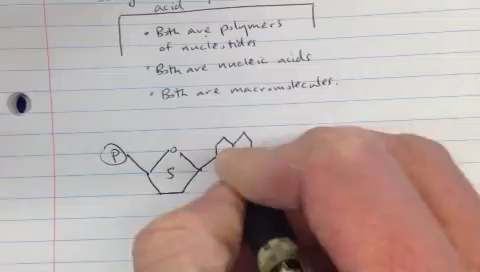 acid
• Both are polymers
of nucleotides
• Both are nucleic acids
• Both are macromolecules.
P
O
S